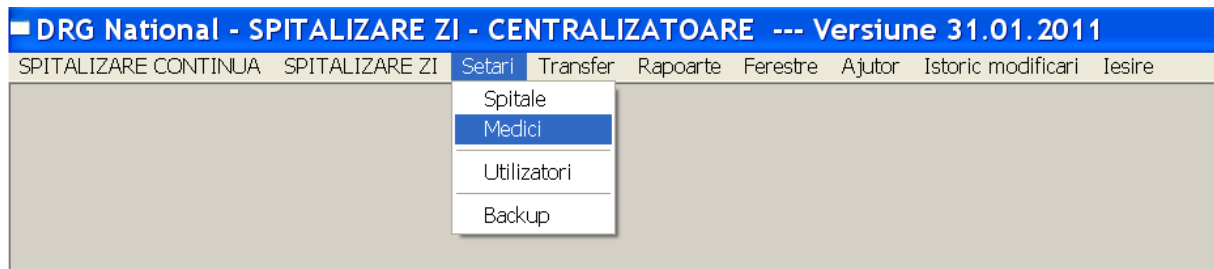 DRG National - SPITALIZARE ZI - CENTRALIZATOARE --- Versiune 31.01.2011
SPITALIZARE CONTINUA SPITALIZARE ZI Setari Transfer Rapoarte Ferestre Ajutor Istoric modificari Iesire
Spitale
Medici
Utilizatori
Backup